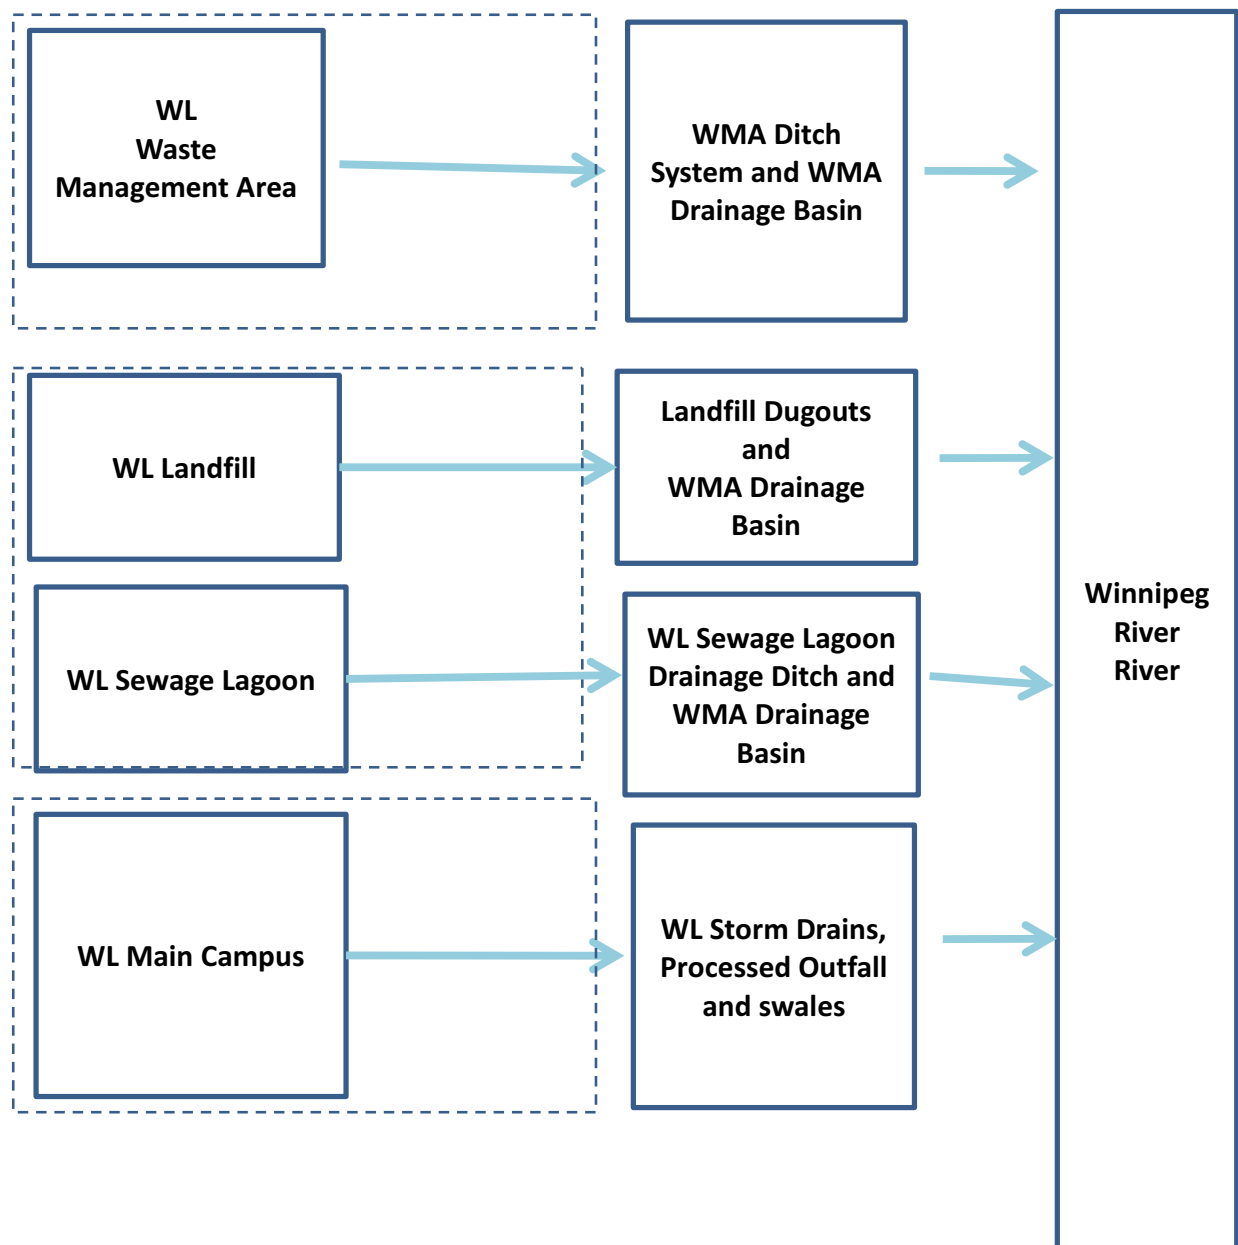 WL
Waste
Management Area
WMA Ditch
System and WMA
Drainage Basin
WL Landfill
Landfill Dugouts
and
WMA Drainage
Basin
WL Sewage Lagoon
WL Sewage Lagoon
Drainage Ditch and
WMA Drainage
Basin
WL Main Campus
WL Storm Drains,
Processed Outfall
and swales
Winnipeg
River
River